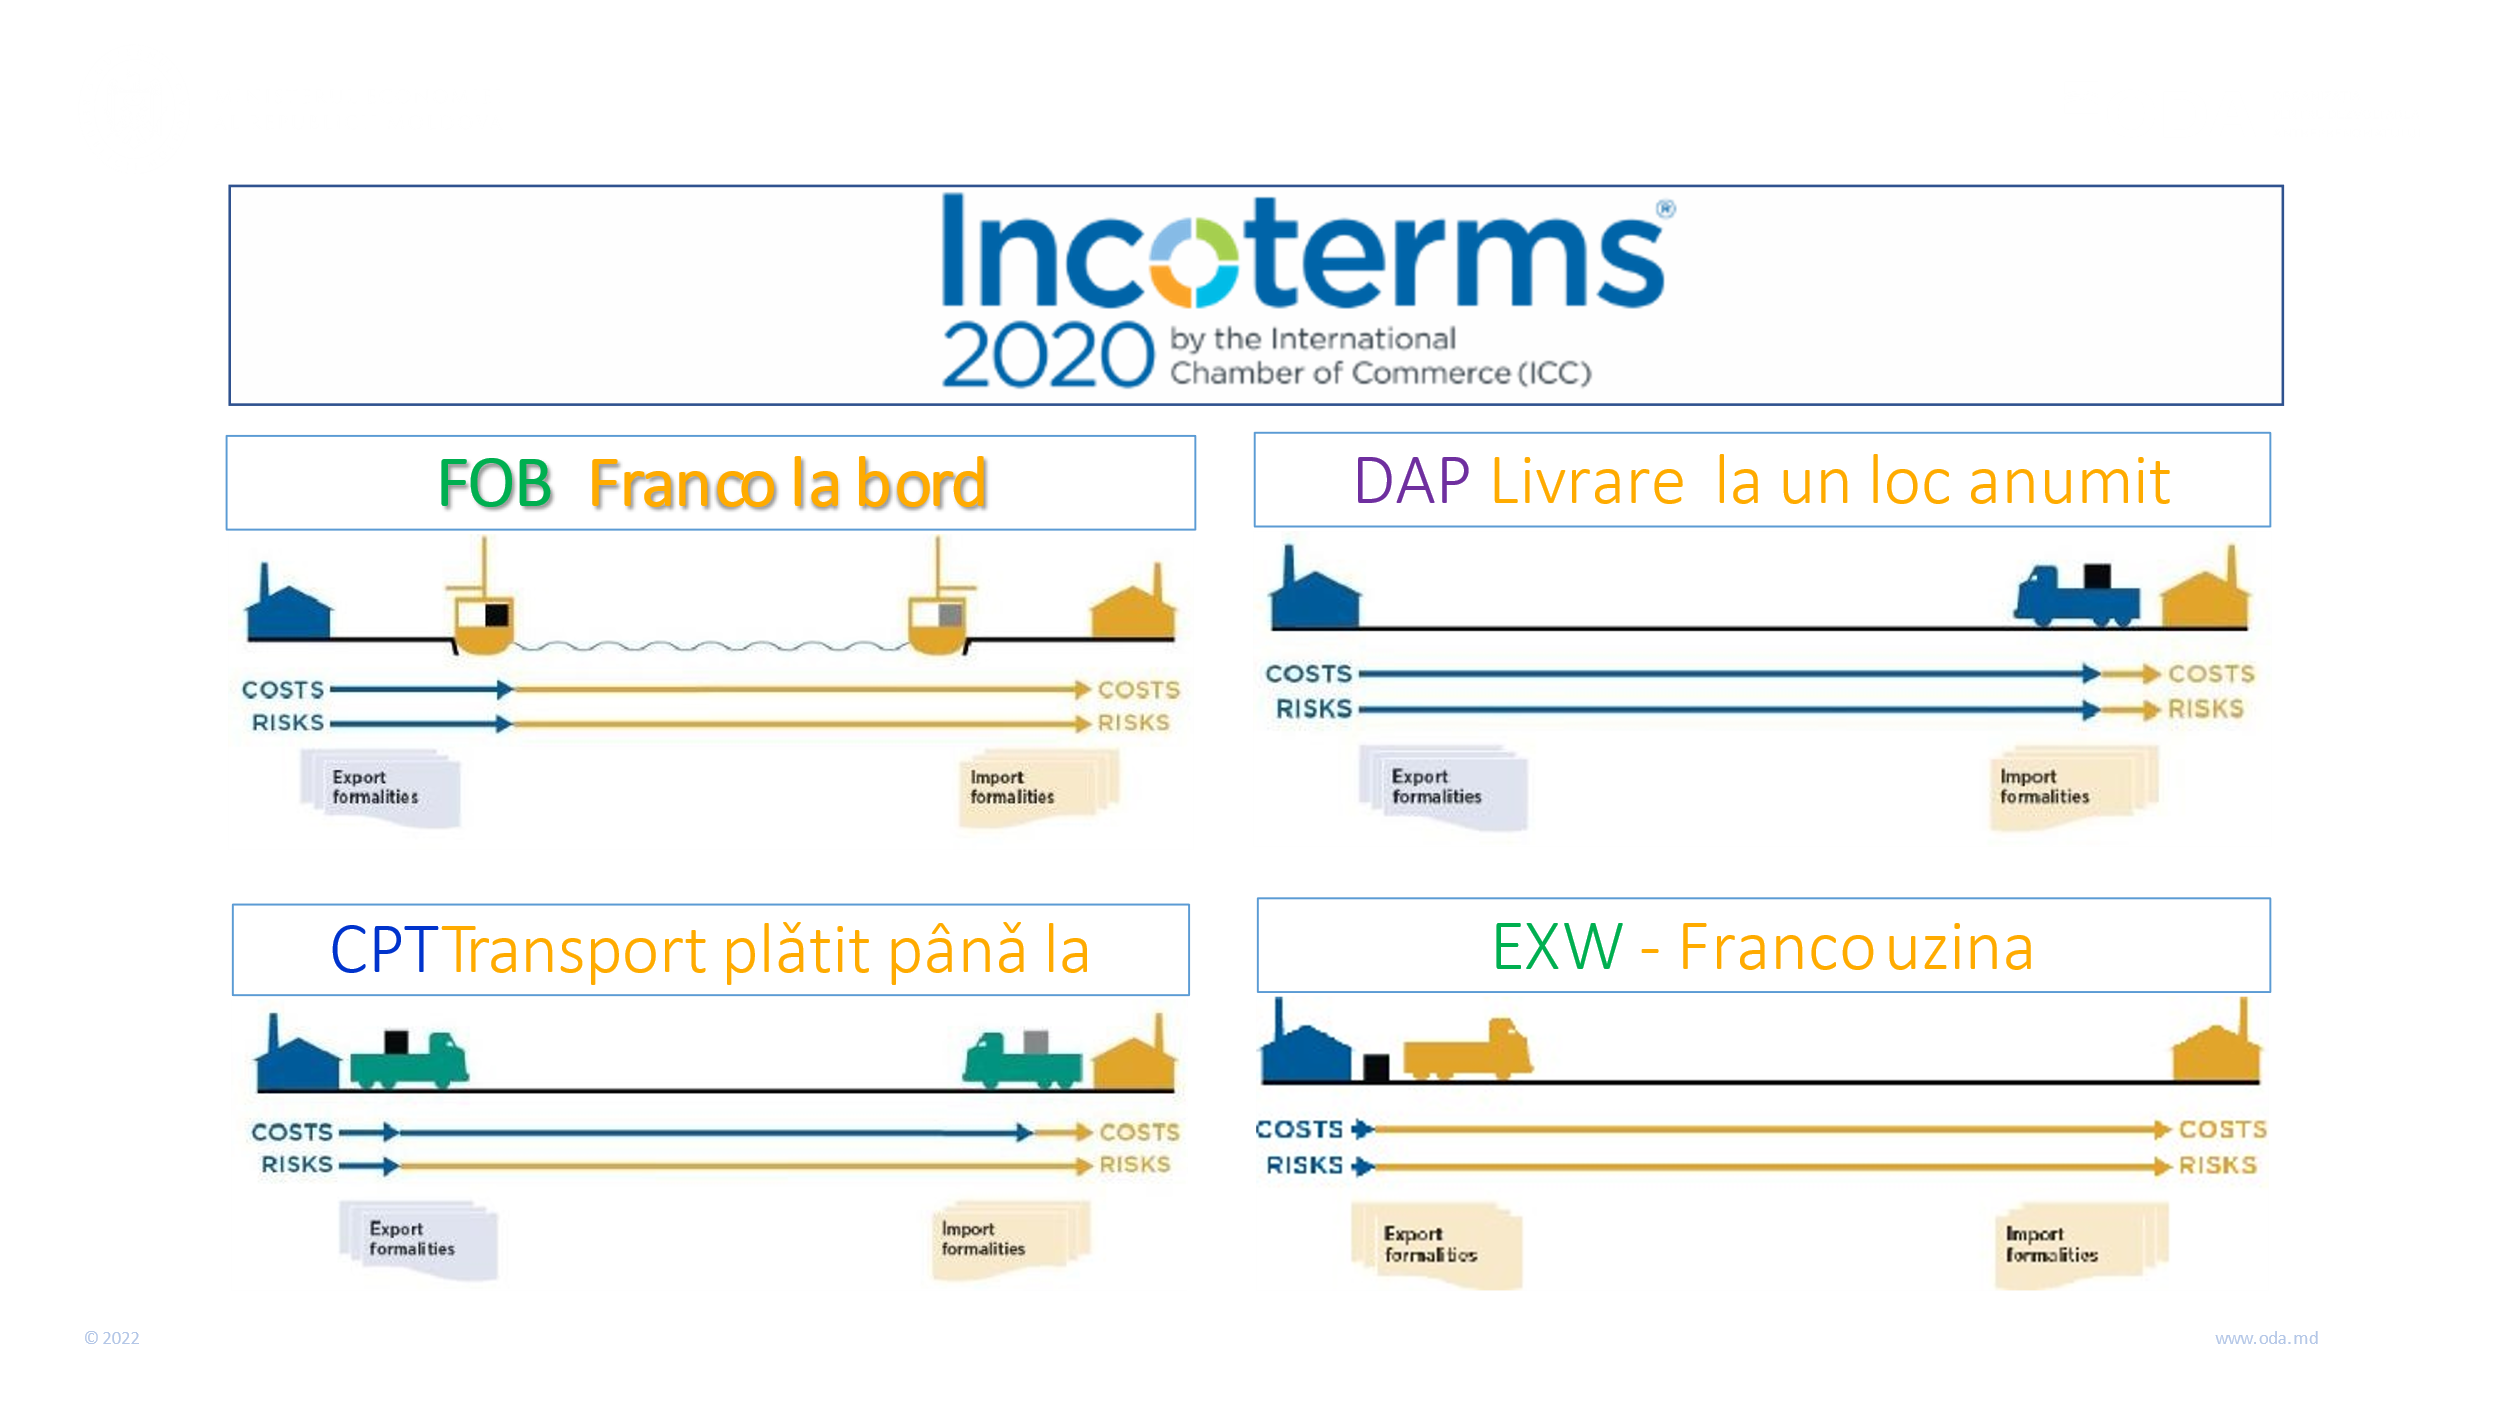 Incoterms®
2020 by the International
Chamber of Commerce (ICC)
FOB Franco la bord
COSTS COSTS
RISKS RISKS
Export
formalities
Import
formalities
DAP Livrare la un loc anumit
COSTS COSTS
RISKS RISKS
Export
formalities
Import
formalities
CPT Transport plătit până la
COSTS COSTS
RISKS RISKS
Export
formalities
Import
formalities
EXW - Franco uzina
COSTS COSTS
RISKS RISKS
Export
formalities
Import
formalities
© 2022
www.oda.md